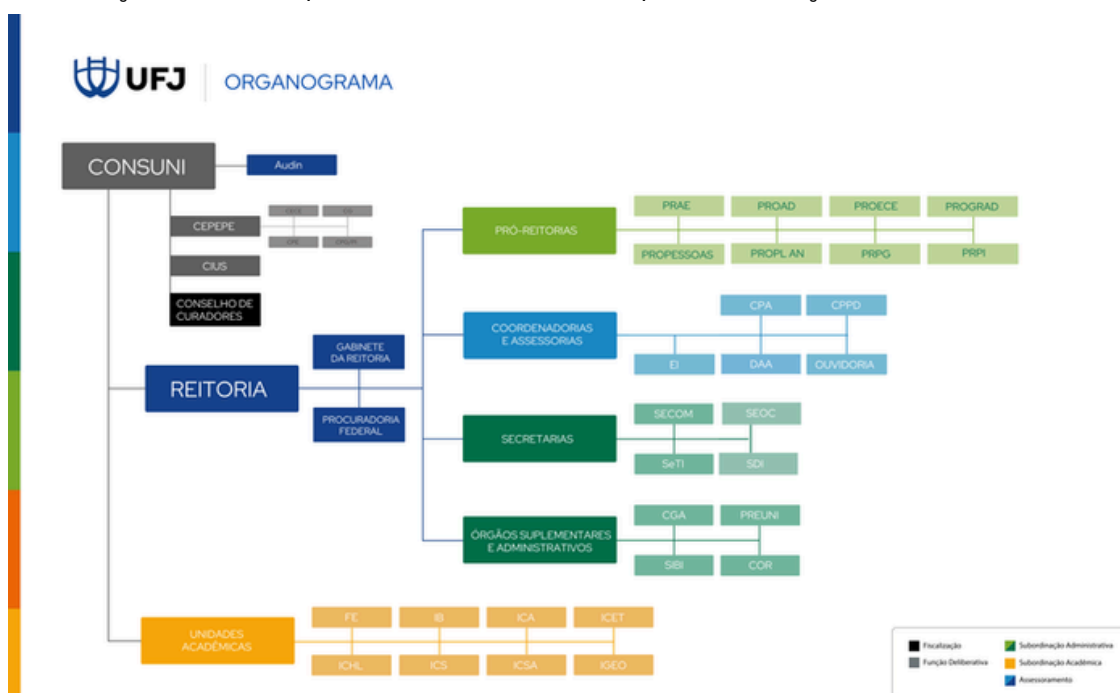 UFJ
ORGANOGRAMA
CONSUNI
Audin
CEPEPE
CIUS
CONSELHO DE
CURADORES
GABINETE
DA REITORIA
REITORIA
PROCURADORIA
FEDERAL
PRÓ-REITORIAS
PRAE
PROAD
PROECE
PROGRAD
PROPESSOAS
PROPL AN
PRPG
PRPI
COORDENADORIAS
E ASSESSORIAS
CPA
CPPD
EI
DAA
OUVIDORIA
SECRETARIAS
SECOM
SEOC
SeTI
SDI
ÓRGÃOS SUPLEMENTARES
E ADMINISTRATIVOS
CGA
PREUNI
SIBI
COR
UNIDADES
ACADÊMICAS
FE
IB
ICA
ICET
ICHL
ICS
ICSA
IGEO
Fiscalização
Função Deliberativa
Subordinação Administrativa
Subordinação Acadêmica
Assessoramento